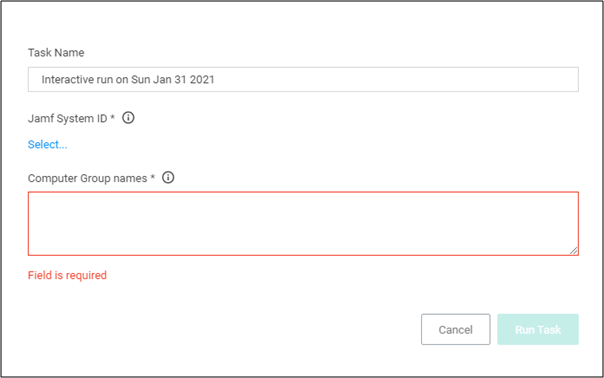 Task Name
Interactive run on Sun Jan 31 2021
Jamf System ID *
Select...
Computer Group names *
Field is required
Cancel Run Task